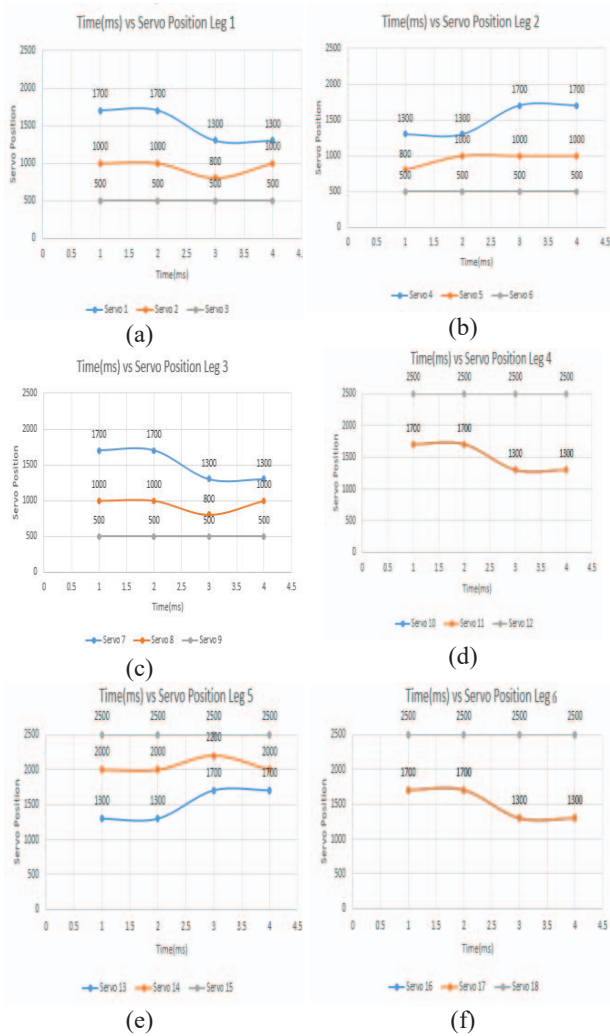 Time(ms) vs Servo Position Leg 1
2500
2000
1500
1000
500
0
Servo Position
1700 1700 1300 1300
1000 1000 800 1000
500 500 500 500
0 0.5 1 1.5 2 2.5 3 3.5 4 4.5
Time(ms)
Servo 1 Servo 2 Servo 3
(a)
Time(ms) vs Servo Position Leg 2
2500
2000
1500
1000
500
0
Servo Position
1300 1300 1700 1700
800 1000 1000 1000
500 500 500 500
0 0.5 1 1.5 2 2.5 3 3.5 4 4.5
Time(ms)
Servo 4 Servo 5 Servo 6
(b)
Time(ms) vs Servo Position Leg 3
2500
2000
1500
1000
500
0
Servo Position
1700 1700 1300 1300
1000 1000 800 1000
500 500 500 500
0 0.5 1 1.5 2 2.5 3 3.5 4 4.5
Time(ms)
Servo 7 Servo 8 Servo 9
(c)
Time(ms) vs Servo Position Leg 4
2500
2000
1500
1000
500
0
Servo Position
2500 2500 2500 2500
1700 1700 1300 1300
0 0.5 1 1.5 2 2.5 3 3.5 4 4.5
Time(ms)
Servo 10 Servo 11 Servo 12
(d)
Time(ms) vs Servo Position Leg 5
2500
2000
1500
1000
500
0
Servo Position
2500 2500 2500 2500
2000 2000 2200 2000
1300 1300 1700 1700
0 0.5 1 1.5 2 2.5 3 3.5 4 4.5
Time(ms)
Servo 13 Servo 14 Servo 15
(e)
Time(ms) vs Servo Position Leg 6
2500
2000
1500
1000
500
0
Servo Position
2500 2500 2500 2500
1700 1700 1300 1300
0 0.5 1 1.5 2 2.5 3 3.5 4 4.5
Time(ms)
Servo 16 Servo 17 Servo 18
(f)